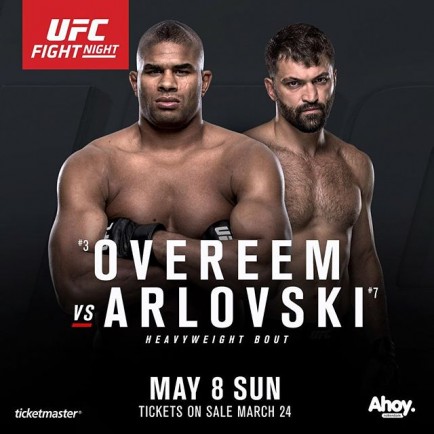 UFC
FIGHT NIGHT
#3 OVEREEM
VS ARLOVSKI #7
HEAVYWEIGHT BOUT
MAY 8 SUN
TICKETS ON SALE MARCH 24
ticketmaster®
Ahoy.